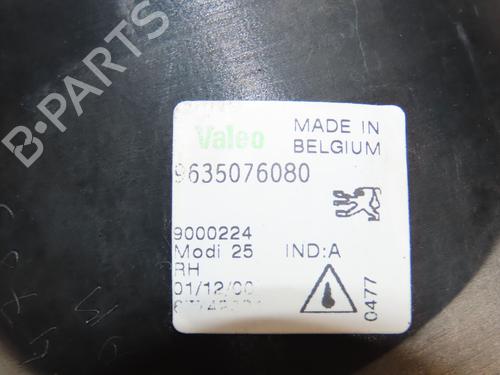 B-PARTS
Valeo
MADE IN
BELGIUM
9635076080
9000224
Modi 25 IND:A
RH
01/12/00
0477